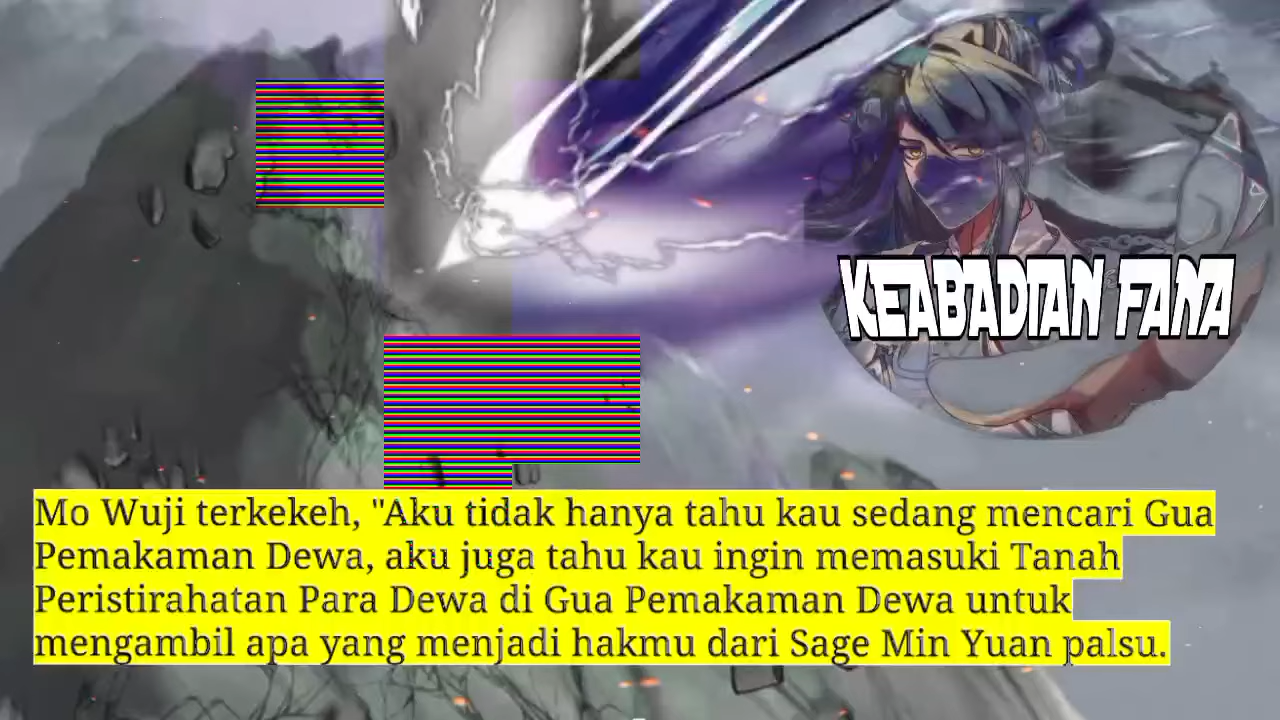 KEABADIAN FANA
Mo Wuji terkekeh, "Aku tidak hanya tahu kau sedang mencari Gua
Pemakaman Dewa, aku juga tahu kau ingin memasuki Tanah
Peristirahatan Para Dewa di Gua Pemakaman Dewa untuk
mengambil apa yang menjadi hakmu dari Sage Min Yuan palsu.